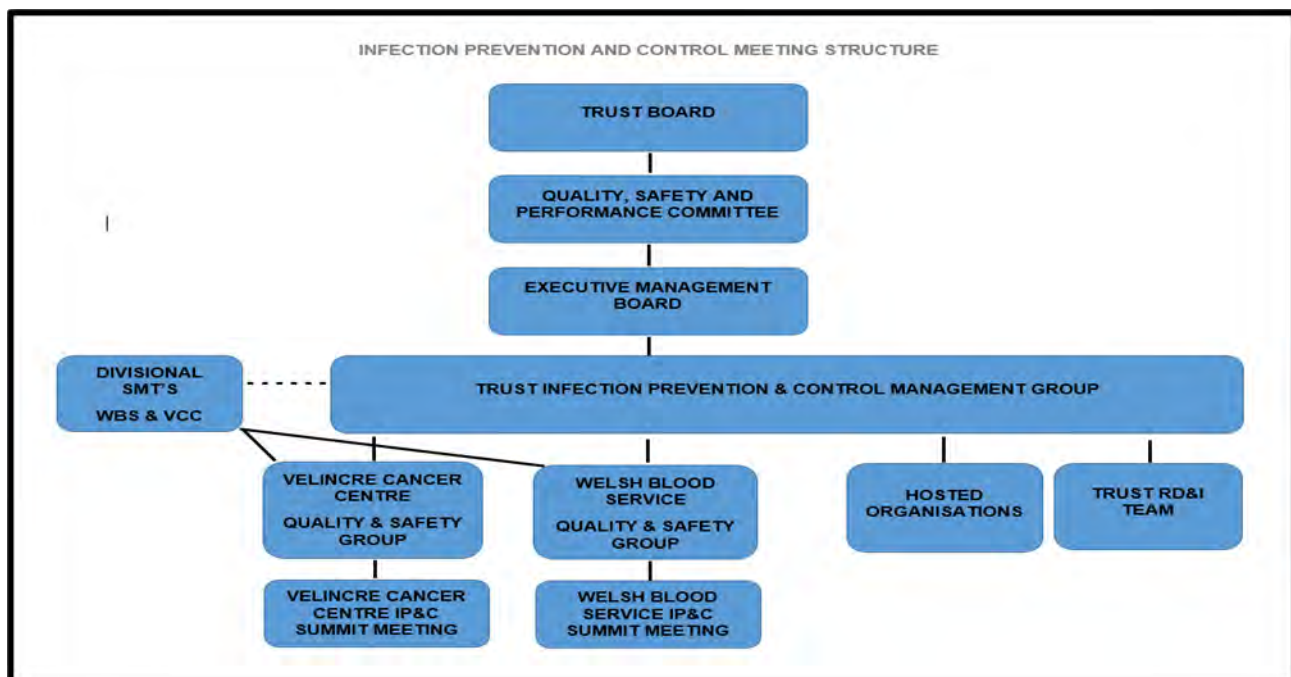 INFECTION PREVENTION AND CONTROL MEETING STRUCTURE
TRUST BOARD
QUALITY, SAFETY AND
PERFORMANCE COMMITTEE
EXECUTIVE MANAGEMENT
BOARD
DIVISIONAL
SMT'S
WBS & VCC
TRUST INFECTION PREVENTION & CONTROL MANAGEMENT GROUP
VELINCRE CANCER
CENTRE
QUALITY & SAFETY
GROUP
WELSH BLOOD
SERVICE
QUALITY & SAFETY
GROUP
HOSTED
ORGANISATIONS
TRUST RD&I
TEAM
VELINCRE CANCER
CENTRE IP&C
SUMMIT MEETING
WELSH BLOOD
SERVICE IP&C
SUMMIT MEETING